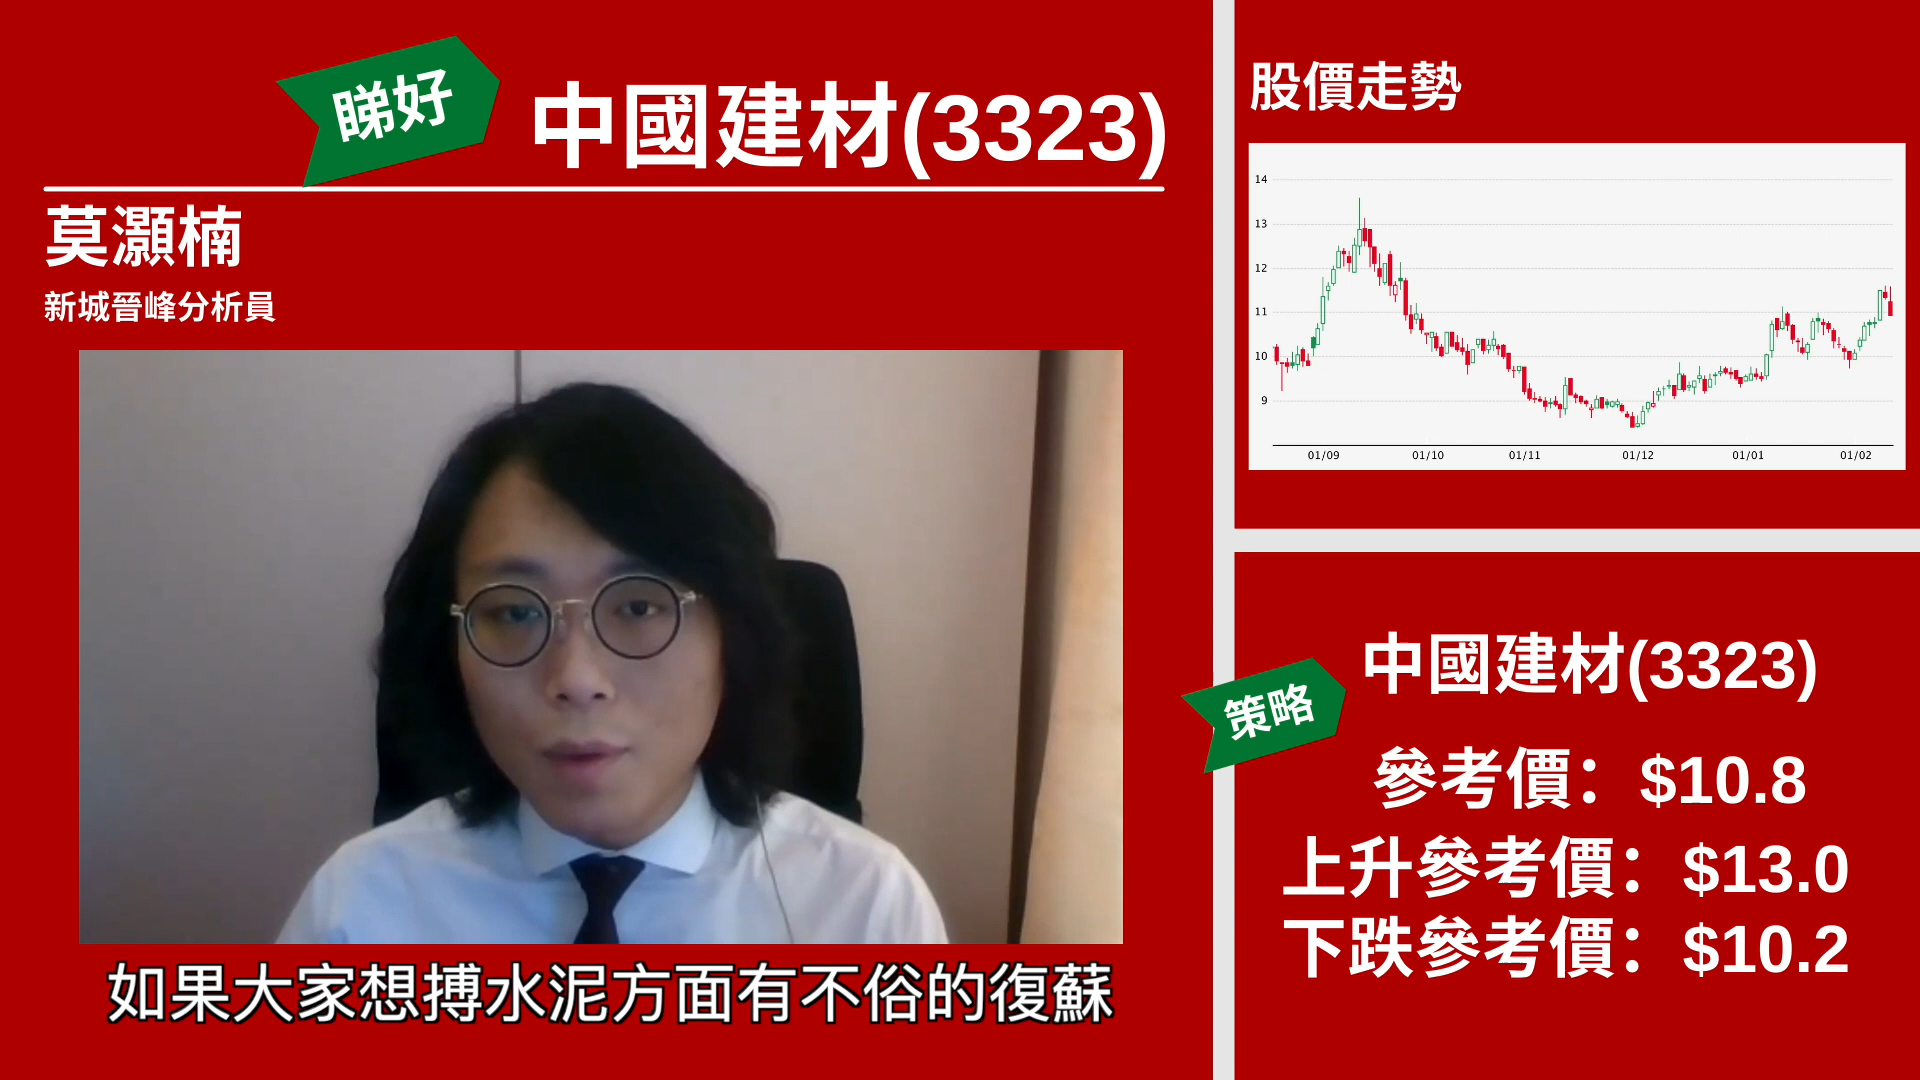 睇好
中國建材(3323)
莫灝楠
新城晉峰分析員
如果大家想搏水泥方面有不俗的復蘇
股價走勢
14
13
12
11
10
9
01/09 01/10 01/11 01/12 01/01 01/02
策略
中國建材(3323)
參考價：$10.8
上升參考價：$13.0
下跌參考價：$10.2